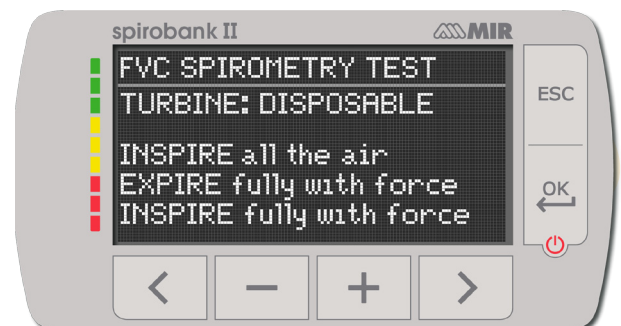 spirobank II
MIR
FVC SPIROMETRY TEST
TURBINE: DISPOSABLE
INSPIRE all the air
EXPIRE fully with force
INSPIRE fully with force
ESC
OK